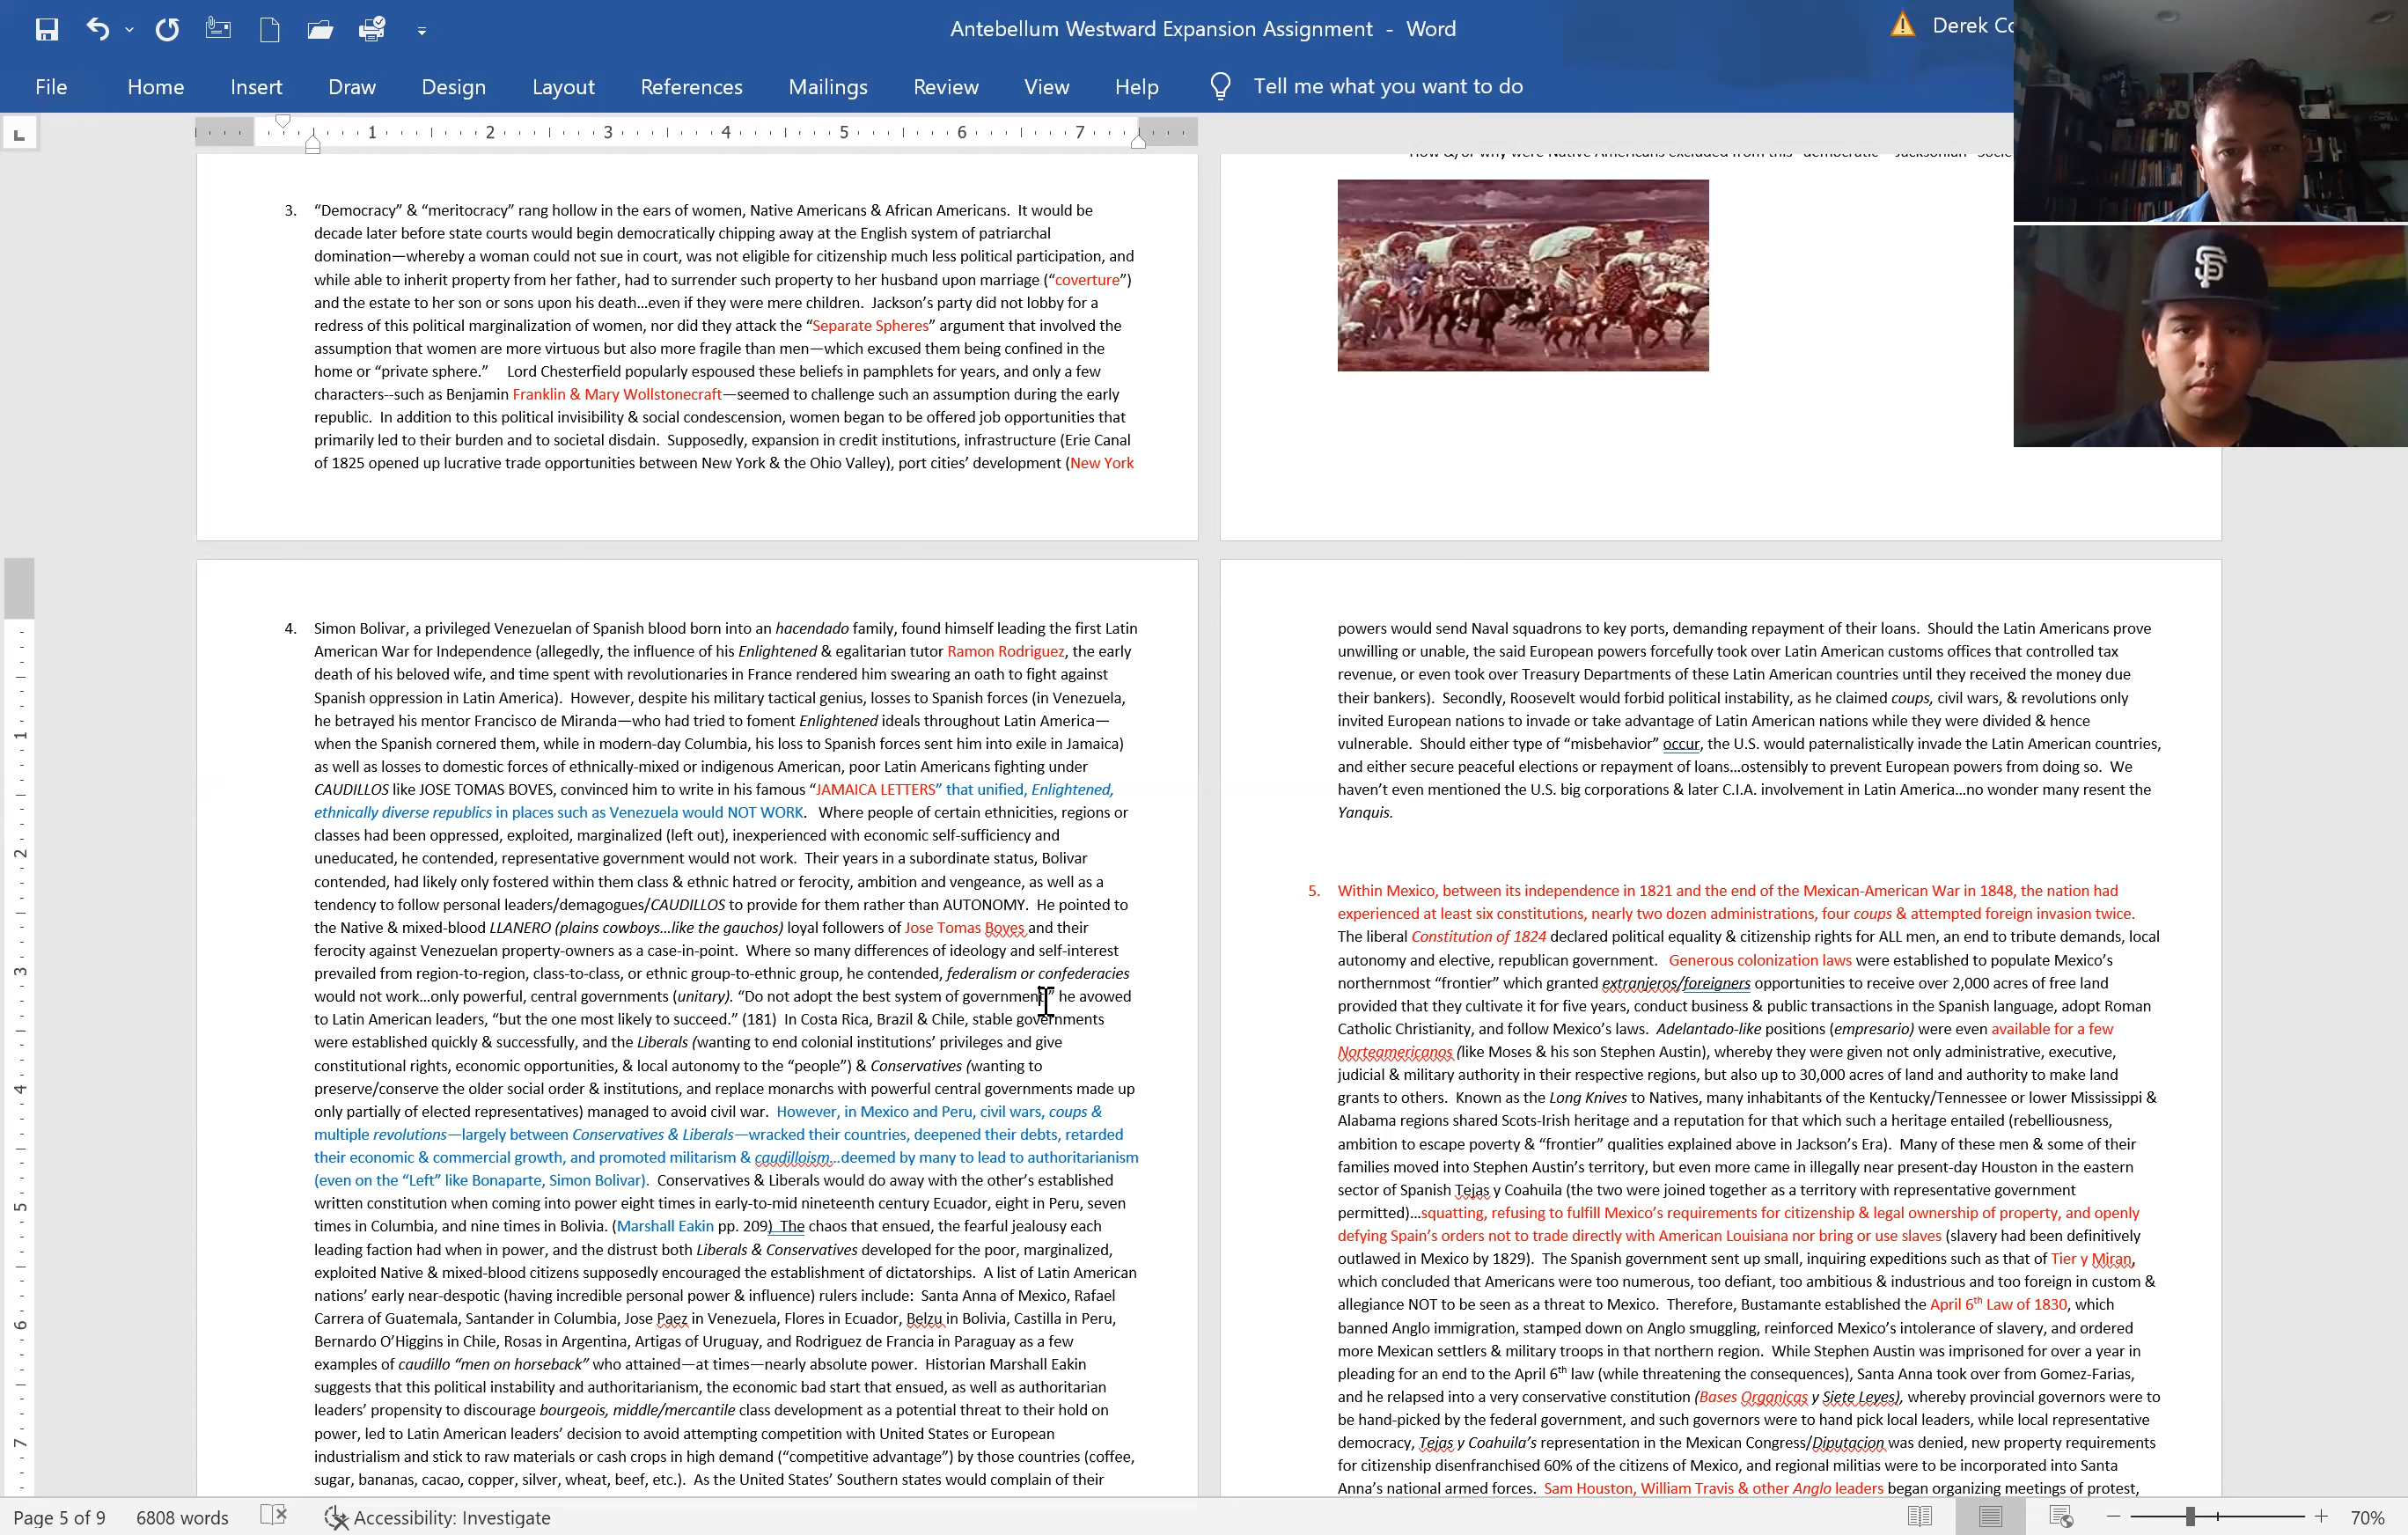 Antebellum Westward Expansion Assignment - Word
Derek Co
File Home Insert Draw Design Layout References Mailings Review View Help Tell me what you want to do
1 2 3 4 5 6 7
3. “Democracy” & “meritocracy” rang hollow in the ears of women, Native Americans & African Americans. It would be
decade later before state courts would begin democratically chipping away at the English system of patriarchal
domination—whereby a woman could not sue in court, was not eligible for citizenship much less political participation, and
while able to inherit property from her father, had to surrender such property to her husband upon marriage (“coverture”)
and the estate to her son or sons upon his death…even if they were mere children. Jackson’s party did not lobby for a
redress of this political marginalization of women, nor did they attack the “Separate Spheres” argument that involved the
assumption that women are more virtuous but also more fragile than men—which excused them being confined in the
home or “private sphere.” Lord Chesterfield popularly espoused these beliefs in pamphlets for years, and only a few
characters--such as Benjamin Franklin & Mary Wollstonecraft—seemed to challenge such an assumption during the early
republic. In addition to this political invisibility & social condescension, women began to be offered job opportunities that
primarily led to their burden and to societal disdain. Supposedly, expansion in credit institutions, infrastructure (Erie Canal
of 1825 opened up lucrative trade opportunities between New York & the Ohio Valley), port cities’ development (New York
How &/or why were Native Americans excluded from this “democratic” “Jacksonian” Socie
SF
4. Simon Bolivar, a privileged Venezuelan of Spanish blood born into an hacendado family, found himself leading the first Latin
American War for Independence (allegedly, the influence of his Enlightened & egalitarian tutor Ramon Rodriguez, the early
death of his beloved wife, and time spent with revolutionaries in France rendered him swearing an oath to fight against
Spanish oppression in Latin America). However, despite his military tactical genius, losses to Spanish forces (in Venezuela,
he betrayed his mentor Francisco de Miranda—who had tried to foment Enlightened ideals throughout Latin America—
when the Spanish cornered them, while in modern-day Columbia, his loss to Spanish forces sent him into exile in Jamaica)
as well as losses to domestic forces of ethnically-mixed or indigenous American, poor Latin Americans fighting under
CAUDILLOS like JOSE TOMAS BOVES, convinced him to write in his famous “JAMAICA LETTERS” that unified, Enlightened,
ethnically diverse republics in places such as Venezuela would NOT WORK. Where people of certain ethnicities, regions or
classes had been oppressed, exploited, marginalized (left out), inexperienced with economic self-sufficiency and
uneducated, he contended, representative government would not work. Their years in a subordinate status, Bolivar
contended, had likely only fostered within them class & ethnic hatred or ferocity, ambition and vengeance, as well as a
tendency to follow personal leaders/demagogues/CAUDILLOS to provide for them rather than AUTONOMY. He pointed to
the Native & mixed-blood LLANERO (plains cowboys…like the gauchos) loyal followers of Jose Tomas Boves and their
ferocity against Venezuelan property-owners as a case-in-point. Where so many differences of ideology and self-interest
prevailed from region-to-region, class-to-class, or ethnic group-to-ethnic group, he contended, federalism or confederacies
would not work…only powerful, central governments (unitary). “Do not adopt the best system of government” he avowed
to Latin American leaders, “but the one most likely to succeed.” (181) In Costa Rica, Brazil & Chile, stable governments
were established quickly & successfully, and the Liberals (wanting to end colonial institutions’ privileges and give
constitutional rights, economic opportunities, & local autonomy to the “people”) & Conservatives (wanting to
preserve/conserve the older social order & institutions, and replace monarchs with powerful central governments made up
only partially of elected representatives) managed to avoid civil war. However, in Mexico and Peru, civil wars, coups &
multiple revolutions—largely between Conservatives & Liberals—wracked their countries, deepened their debts, retarded
their economic & commercial growth, and promoted militarism & caudilloism…deemed by many to lead to authoritarianism
(even on the “Left” like Bonaparte, Simon Bolivar). Conservatives & Liberals would do away with the other’s established
written constitution when coming into power eight times in early-to-mid nineteenth century Ecuador, eight in Peru, seven
times in Columbia, and nine times in Bolivia. (Marshall Eakin pp. 209) The chaos that ensued, the fearful jealousy each
leading faction had when in power, and the distrust both Liberals & Conservatives developed for the poor, marginalized,
exploited Native & mixed-blood citizens supposedly encouraged the establishment of dictatorships. A list of Latin American
nations’ early near-despotic (having incredible personal power & influence) rulers include: Santa Anna of Mexico, Rafael
Carrera of Guatemala, Santander in Columbia, Jose Paez in Venezuela, Flores in Ecuador, Belzu in Bolivia, Castilla in Peru,
Bernardo O’Higgins in Chile, Rosas in Argentina, Artigas of Uruguay, and Rodriguez de Francia in Paraguay as a few
examples of caudillo “men on horseback” who attained—at times—nearly absolute power. Historian Marshall Eakin
suggests that this political instability and authoritarianism, the economic bad start that ensued, as well as authoritarian
leaders’ propensity to discourage bourgeois, middle/mercantile class development as a potential threat to their hold on
power, led to Latin American leaders’ decision to avoid attempting competition with United States or European
industrialism and stick to raw materials or cash crops in high demand (“competitive advantage”) by those countries (coffee,
sugar, bananas, cacao, copper, silver, wheat, beef, etc.). As the United States’ Southern states would complain of their
powers would send Naval squadrons to key ports, demanding repayment of their loans. Should the Latin Americans prove
unwilling or unable, the said European powers forcefully took over Latin American customs offices that controlled tax
revenue, or even took over Treasury Departments of these Latin American countries until they received the money due
their bankers). Secondly, Roosevelt would forbid political instability, as he claimed coups, civil wars, & revolutions only
invited European nations to invade or take advantage of Latin American nations while they were divided & hence
vulnerable. Should either type of “misbehavior” occur, the U.S. would paternalistically invade the Latin American countries,
and either secure peaceful elections or repayment of loans…ostensibly to prevent European powers from doing so. We
haven’t even mentioned the U.S. big corporations & later C.I.A. involvement in Latin America…no wonder many resent the
Yanquis.
5. Within Mexico, between its independence in 1821 and the end of the Mexican-American War in 1848, the nation had
experienced at least six constitutions, nearly two dozen administrations, four coups & attempted foreign invasion twice.
The liberal Constitution of 1824 declared political equality & citizenship rights for ALL men, an end to tribute demands, local
autonomy and elective, republican government. Generous colonization laws were established to populate Mexico’s
northernmost “frontier” which granted extranjeros/foreigners opportunities to receive over 2,000 acres of free land
provided that they cultivate it for five years, conduct business & public transactions in the Spanish language, adopt Roman
Catholic Christianity, and follow Mexico’s laws. Adelantado-like positions (empresario) were even available for a few
Norteamericanos (like Moses & his son Stephen Austin), whereby they were given not only administrative, executive,
judicial & military authority in their respective regions, but also up to 30,000 acres of land and authority to make land
grants to others. Known as the Long Knives to Natives, many inhabitants of the Kentucky/Tennessee or lower Mississippi &
Alabama regions shared Scots-Irish heritage and a reputation for that which such a heritage entailed (rebelliousness,
ambition to escape poverty & “frontier” qualities explained above in Jackson’s Era). Many of these men & some of their
families moved into Stephen Austin’s territory, but even more came in illegally near present-day Houston in the eastern
sector of Spanish Tejas y Coahuila (the two were joined together as a territory with representative government
permitted)…squatting, refusing to fulfill Mexico’s requirements for citizenship & legal ownership of property, and openly
defying Spain’s orders not to trade directly with American Louisiana nor bring or use slaves (slavery had been definitively
outlawed in Mexico by 1829). The Spanish government sent up small, inquiring expeditions such as that of Tier y Miran,
which concluded that Americans were too numerous, too defiant, too ambitious & industrious and too foreign in custom &
allegiance NOT to be seen as a threat to Mexico. Therefore, Bustamante established the April 6th Law of 1830, which
banned Anglo immigration, stamped down on Anglo smuggling, reinforced Mexico’s intolerance of slavery, and ordered
more Mexican settlers & military troops in that northern region. While Stephen Austin was imprisoned for over a year in
pleading for an end to the April 6th law (while threatening the consequences), Santa Anna took over from Gomez-Farias,
and he relapsed into a very conservative constitution (Bases Organicas y Siete Leyes), whereby provincial governors were to
be hand-picked by the federal government, and such governors were to hand pick local leaders, while local representative
democracy, Tejas y Coahuila’s representation in the Mexican Congress/Diputacion was denied, new property requirements
for citizenship disenfranchised 60% of the citizens of Mexico, and regional militias were to be incorporated into Santa
Anna’s national armed forces. Sam Houston, William Travis & other Anglo leaders began organizing meetings of protest,
Page 5 of 9 6808 words Accessibility: Investigate 70%